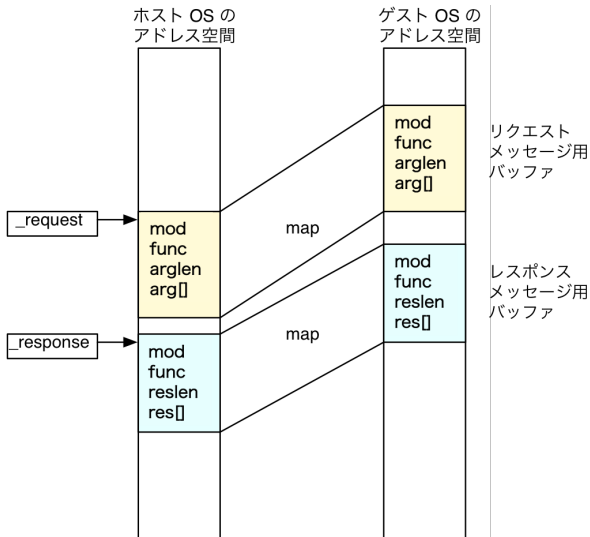 ホスト OS の
アドレス空間
ゲスト OS の
アドレス空間
mod
func
arglen
arg[]
リクエスト
メッセージ用
バッファ
_request
mod
func
arglen
arg[]
map
mod
func
reslen
res[]
レスポンス
メッセージ用
バッファ
_response
mod
func
reslen
res[]
map